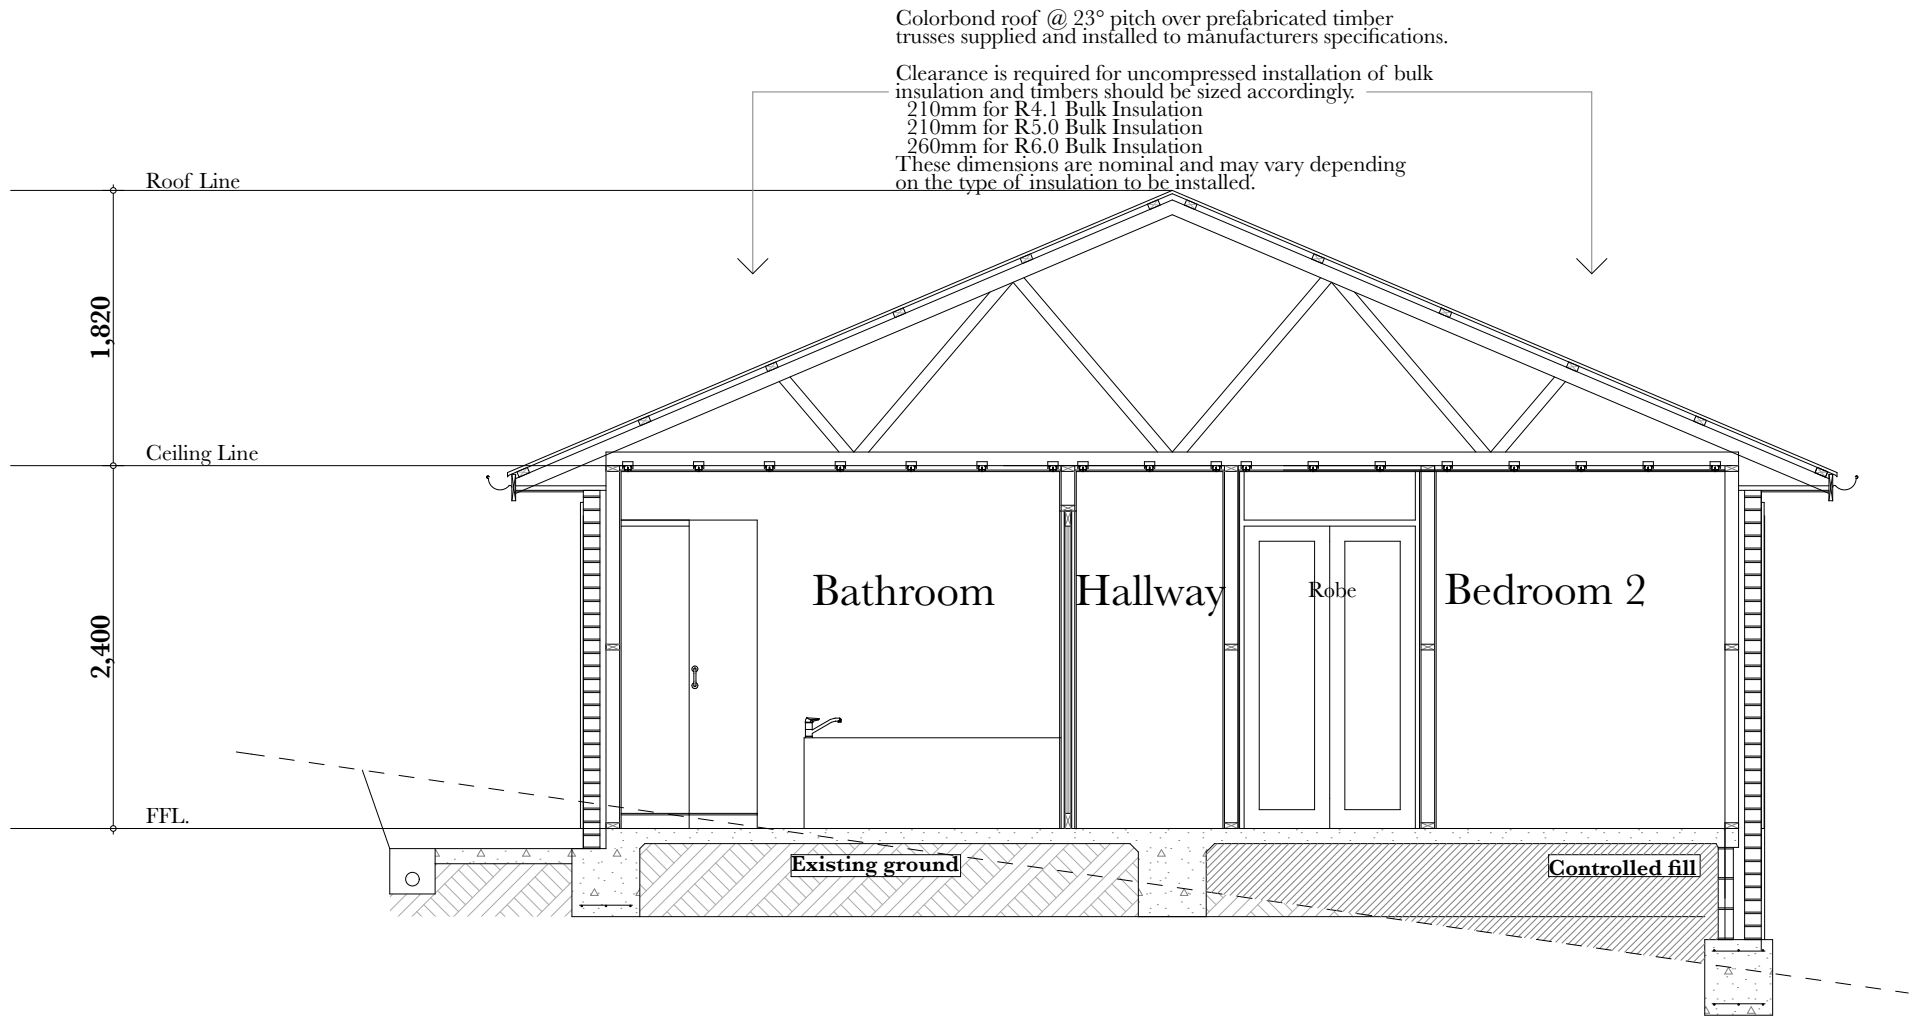 Colorbond roof @ 23° pitch over prefabricated timber
trusses supplied and installed to manufacturers specifications.
Clearance is required for uncompressed installation of bulk
insulation and timbers should be sized accordingly.
210mm for R4.1 Bulk Insulation
210mm for R5.0 Bulk Insulation
260mm for R6.0 Bulk Insulation
These dimensions are nominal and may vary depending
on the type of insulation to be installed.
Roof Line
1,820
Ceiling Line
Bathroom
Hallway
Robe
Bedroom 2
2,400
FFL.
Existing ground
Controlled fill